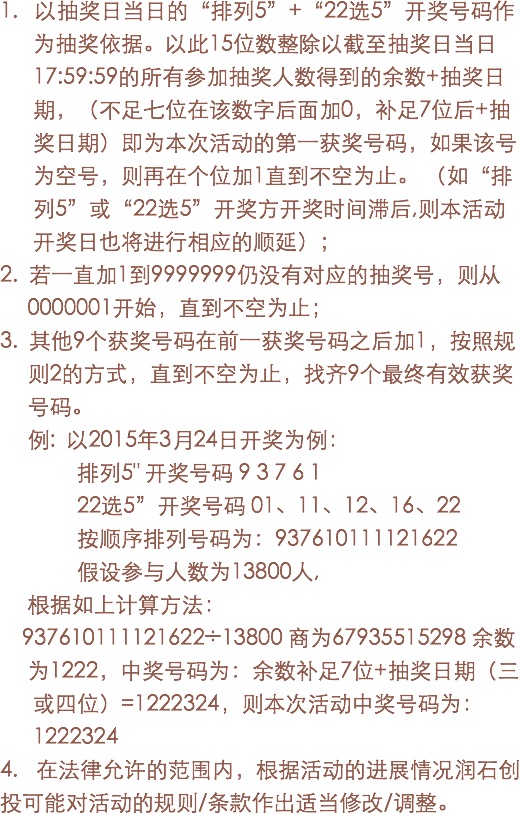 1. 以抽奖日当日的“排列5”+“22选5”开奖号码作
为抽奖依据。以此15位数整除以截至抽奖日当日
17:59:59的所有参加抽奖人数得到的余数+抽奖日
期，（不足七位在该数字后面加0，补足7位后+抽
奖日期）即为本次活动的第一获奖号码，如果该号
为空号，则再在个位加1直到不空为止。（如“排
列5”或“22选5”开奖方开奖时间滞后,则本活动
开奖日也将进行相应的顺延）；
2. 若一直加1到9999999仍没有对应的抽奖号，则从
0000001开始，直到不空为止；
3. 其他9个获奖号码在前一获奖号码之后加1，按照规
则2的方式，直到不空为止，找齐9个最终有效获奖
号码。
例：以2015年3月24日开奖为例：
排列5" 开奖号码 9 3 7 6 1
22选5”开奖号码 01、11、12、16、22
按顺序排列号码为：937610111121622
假设参与人数为13800人,
根据如上计算方法：
937610111121622÷13800 商为67935515298 余数
为1222，中奖号码为：余数补足7位+抽奖日期（三
或四位）=1222324，则本次活动中奖号码为：
1222324
4. 在法律允许的范围内，根据活动的进展情况润石创
投可能对活动的规则/条款作出适当修改/调整。